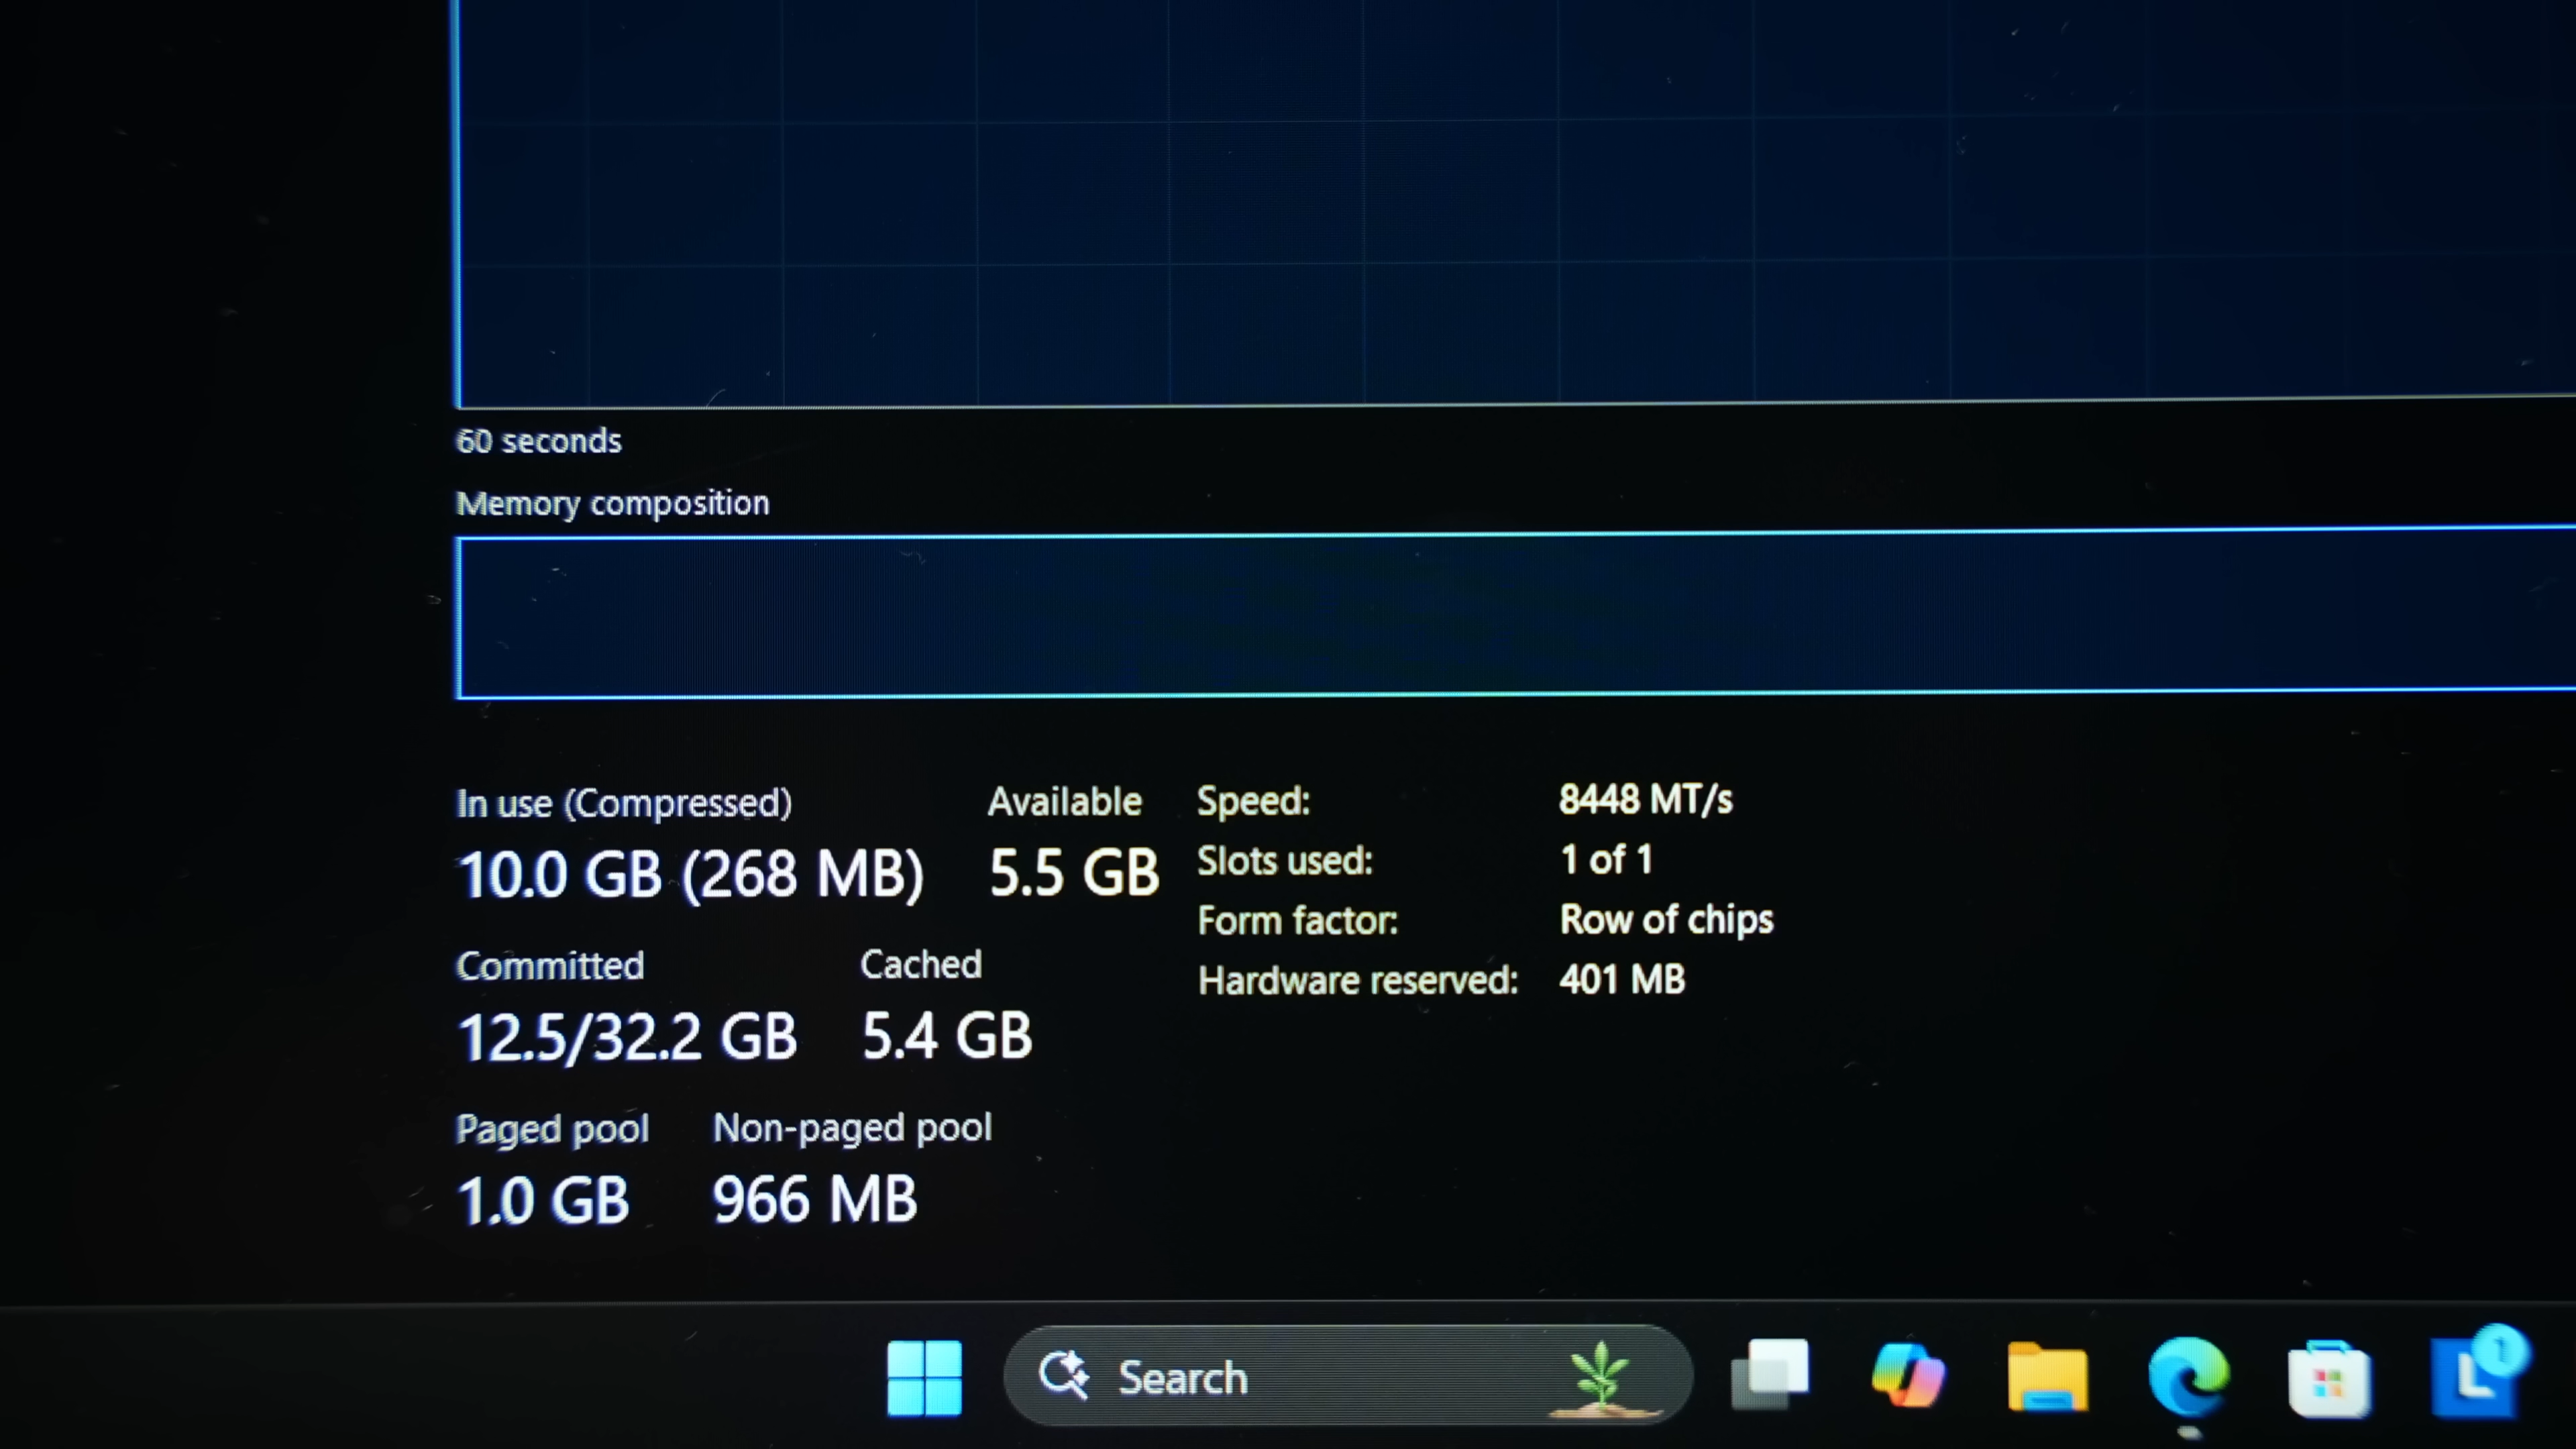 60 seconds
Memory composition
In use (Compressed)
10.0 GB (268 MB)
Available
5.5 GB
Committed
12.5/32.2 GB
Cached
5.4 GB
Paged pool
1.0 GB
Non-paged pool
966 MB
Speed: 8448 MT/s
Slots used: 1 of 1
Form factor: Row of chips
Hardware reserved: 401 MB
Search
L
1